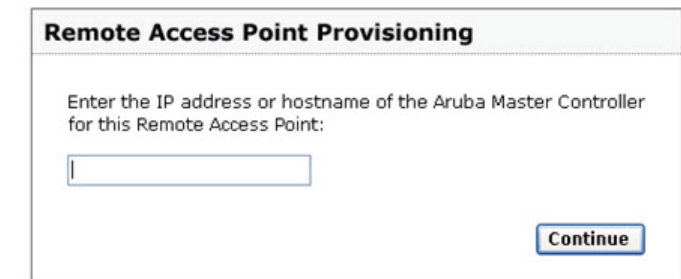 Remote Access Point Provisioning
Enter the IP address or hostname of the Aruba Master Controller
for this Remote Access Point:
Continue